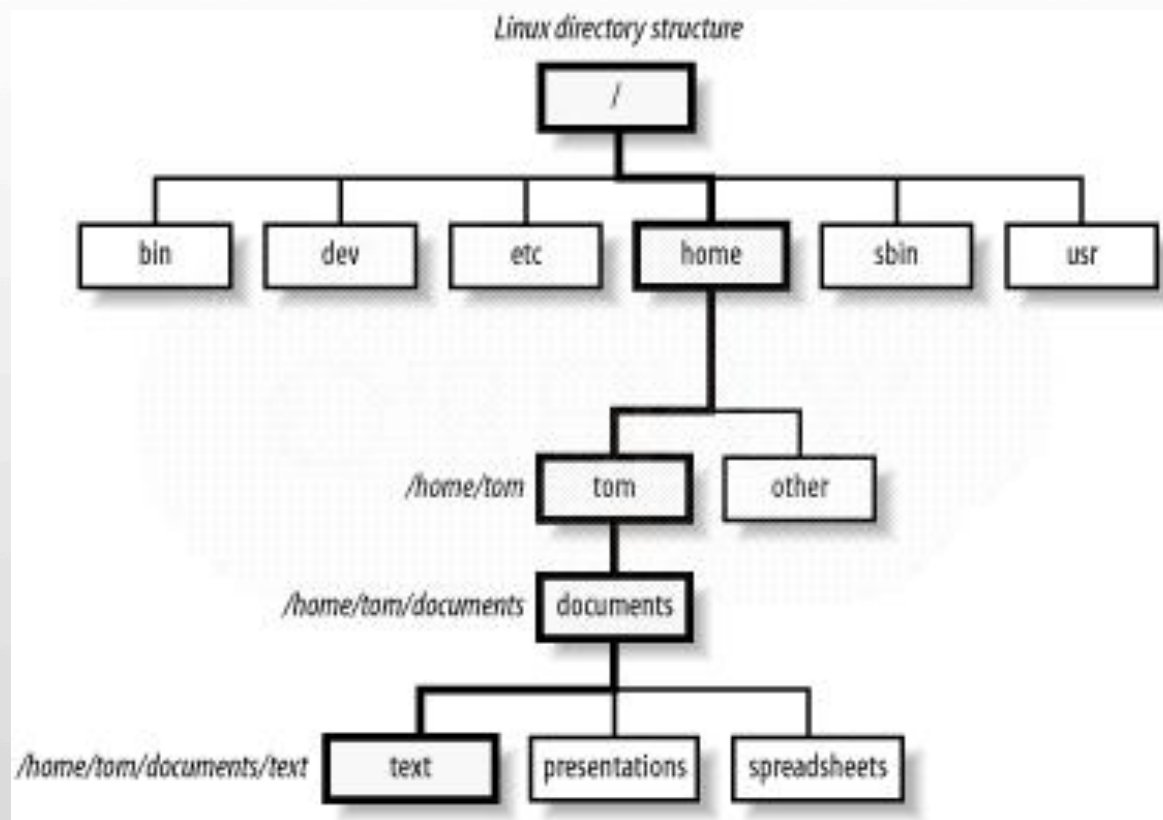 Linux directory structure
/
bin
dev
etc
home
sbin
usr
/home/tom
tom
other
/home/tom/documents
documents
/home/tom/documents/text
text
presentations
spreadsheets